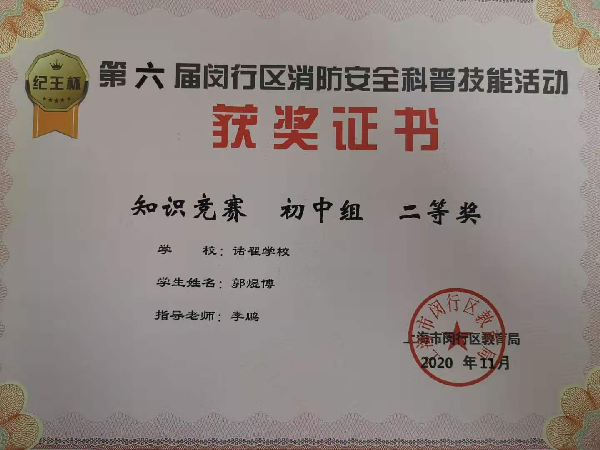 纪王杯
第六届闵行区消防安全科普技能活动
获奖证书
知识竞赛 初中组 二等奖
学 校：诸翟学校
学生姓名：郭煜博
指导老师：李鹏
上海市闵行区教育局
上海市闵行区教育局
2020 年 11 月